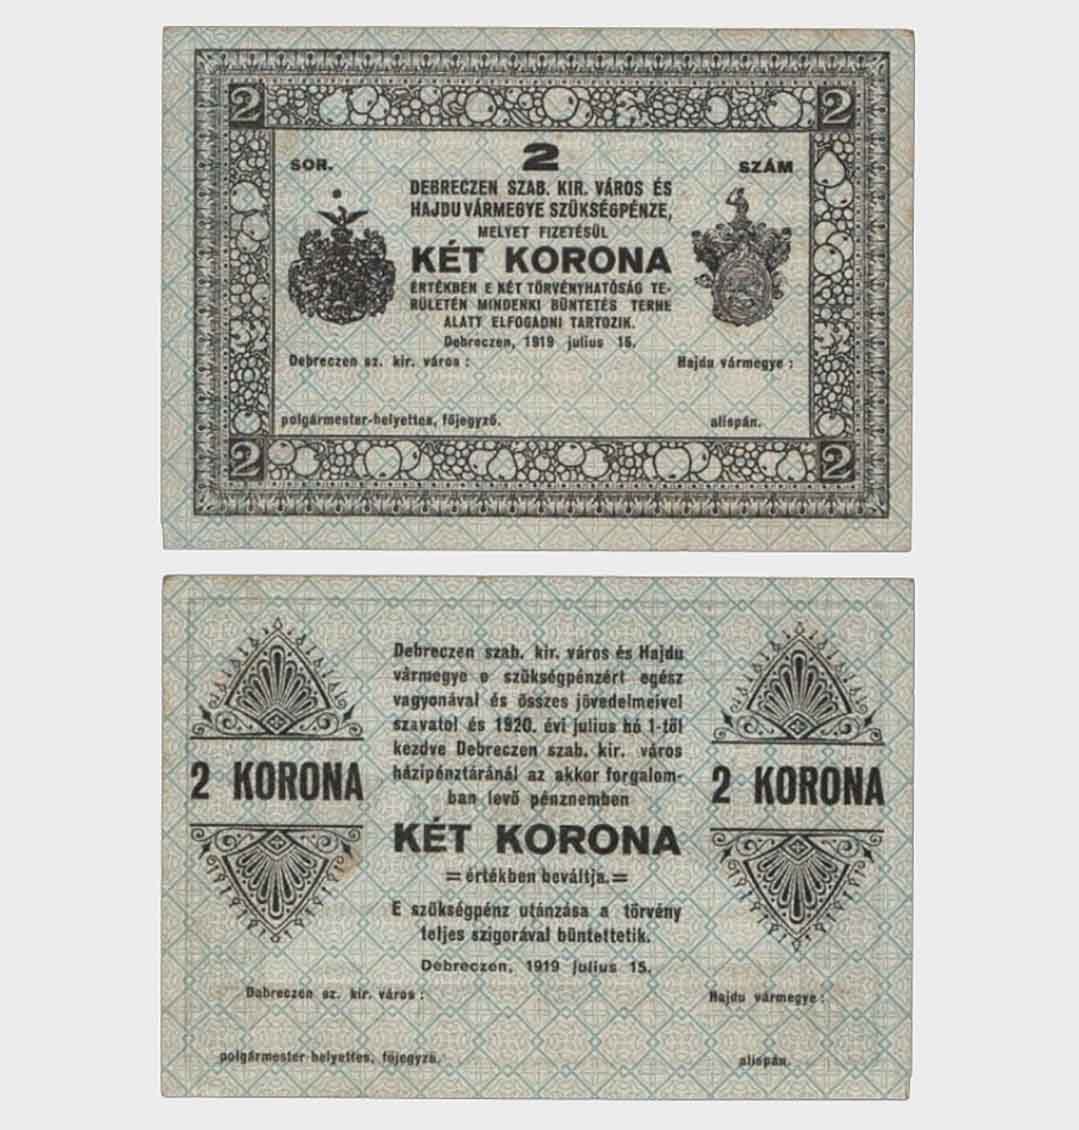 2 2
SOR. 2 SZÁM
DEBRECZEN SZAB. KIR. VÁROS ÉS
HAJDUVÁRMEGYE SZÜKSÉGPÉNZE,
MELYET FIZETÉSÜL
KÉT KORONA
ÉRTÉKBEN E KÉT TÖRVÉNYHATÓSÁG TE-
RÜLETÉN MINDENKI BÜNTETÉS TERHE
ALATT ELFOGADNI TARTOZIK.
Debreczen, 1919 julius 15.
Debreczen sz. kir. város : Hajdu vármegye :
polgármester-helyettes, főjegyző. alispán.
2 2
Debreczen szab. kir. város és Hajdu
vármegye e szükségpénzért egész
vagyonával és összes jövedelmeivel
szavatol és 1920. évi julius hó 1-től
kezdve Debreczen szab. kir. város
házipénztáránál az akkor forgalom-
ban levő pénznemben
2 KORONA 2 KORONA
KÉT KORONA
= értékben beváltja. =
E szükségpénz utánzása a törvény
teljes szigorával büntettetik.
Debreczen, 1919 julius 15.
Debreczen sz. kir. város : Hajdu vármegye :
polgármester-helyettes, főjegyző. alispán.